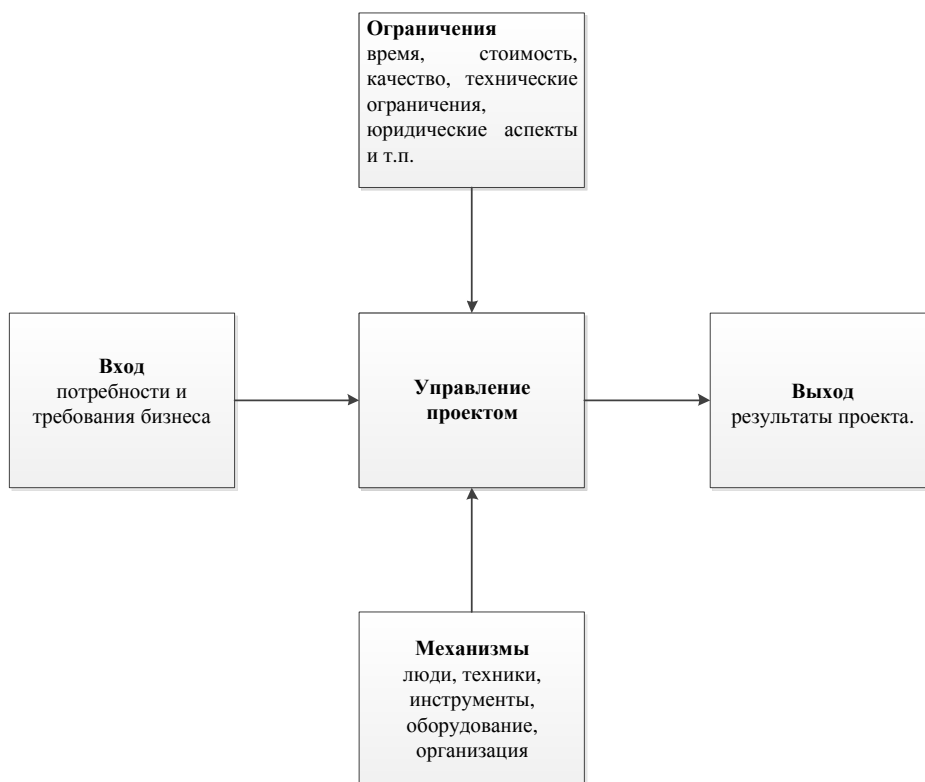 Ограничения
время, стоимость,
качество, технические
ограничения,
юридические аспекты
и т.п.
Вход
потребности и
требования бизнеса
Управление
проектом
Выход
результаты проекта.
Механизмы
люди, техники,
инструменты,
оборудование,
организация